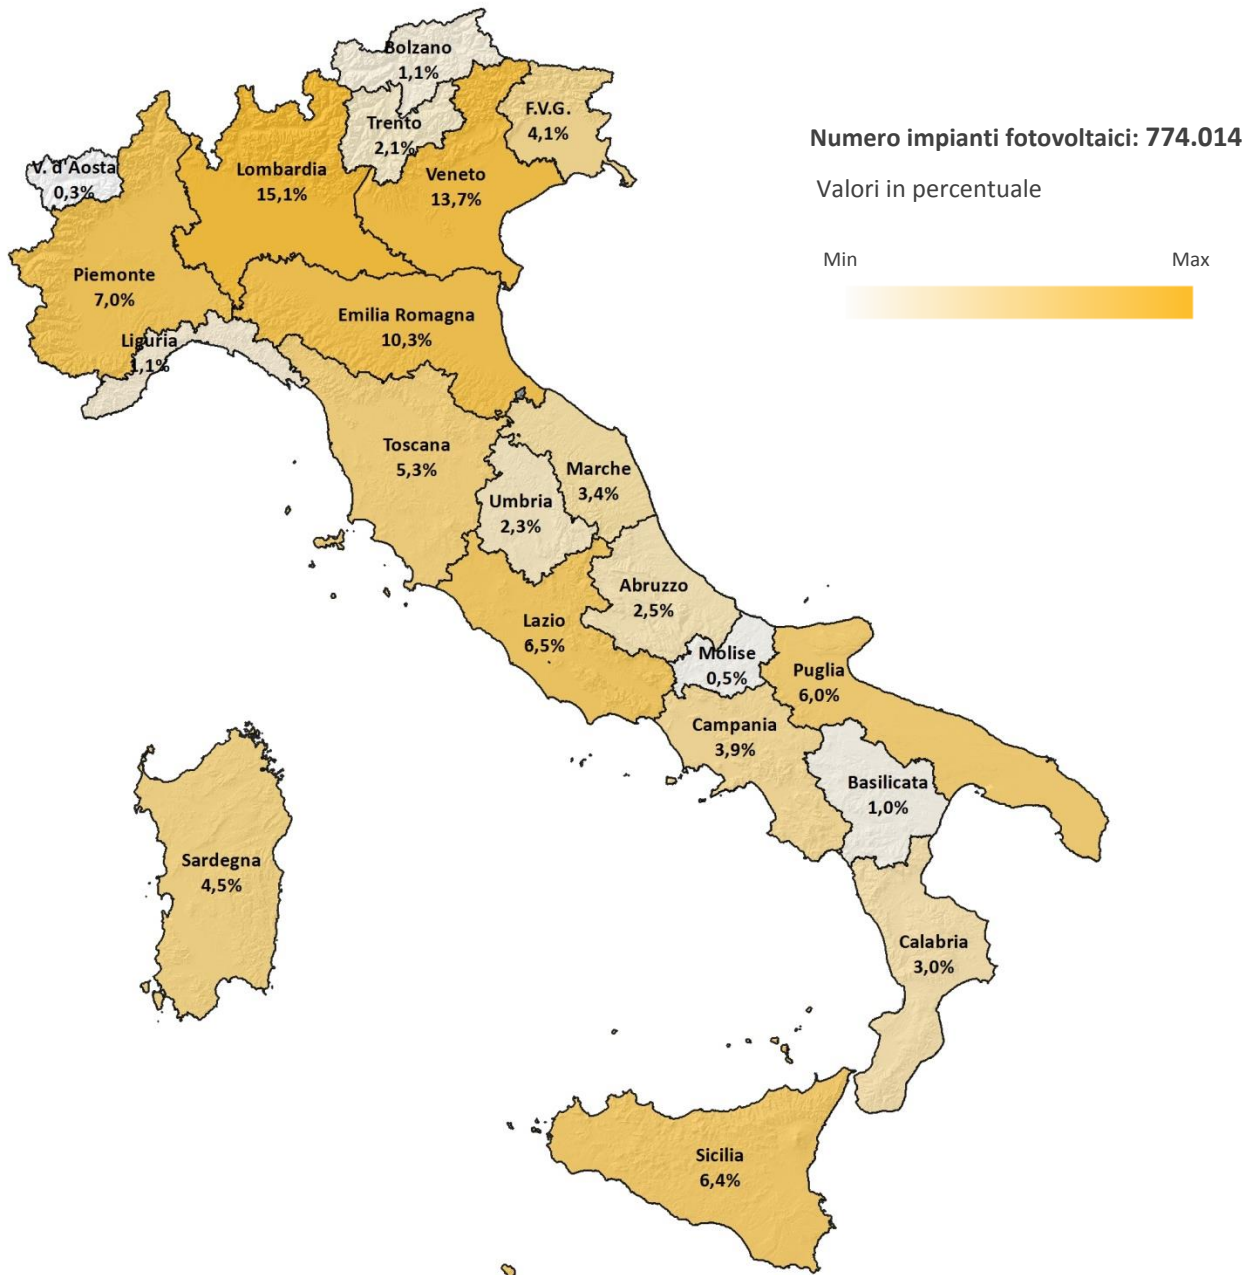 Bolzano
1,1%
F.V.G.
4,1%
Trento
2,1%
Numero impianti fotovoltaici: 774.014
Valori in percentuale
Min
Max
V. d'Aosta
0,3%
Lombardia
15,1%
Veneto
13,7%
Piemonte
7,0%
Emilia Romagna
10,3%
Liguria
1,1%
Toscana
5,3%
Marche
3,4%
Umbria
2,3%
Abruzzo
2,5%
Lazio
6,5%
Molise
0,5%
Puglia
6,0%
Campania
3,9%
Basilicata
1,0%
Sardegna
4,5%
Calabria
3,0%
Sicilia
6,4%